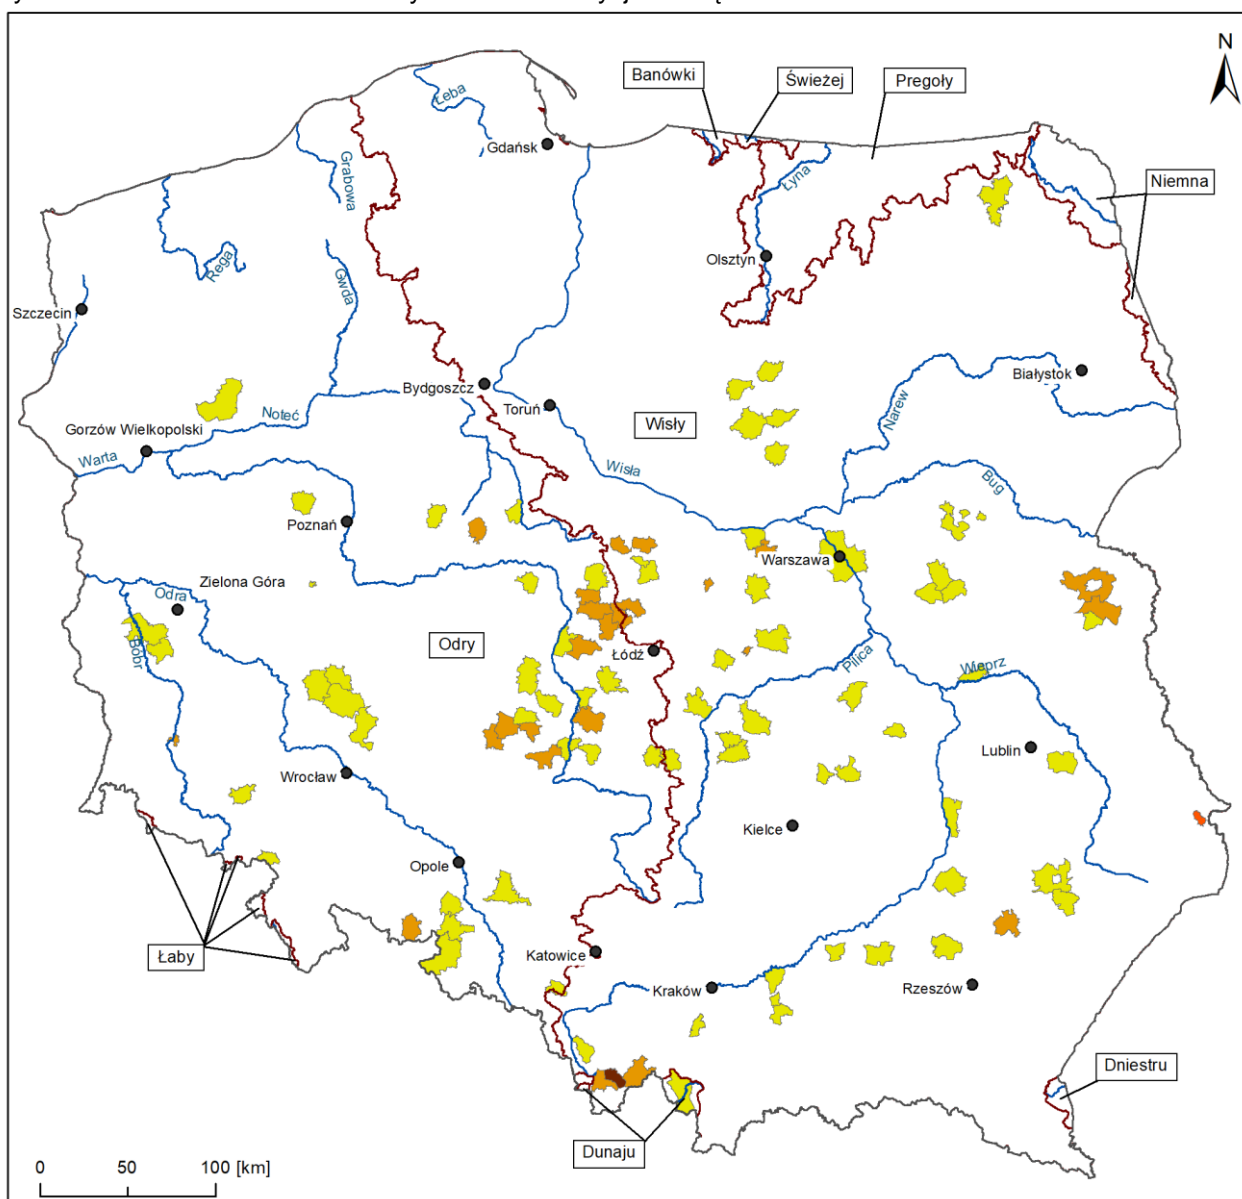 N
Banówki
Świeżej
Pregoły
Łeba
Gdańsk
Grabowa
Łyna
Niemna
Rega
Gwda
Olsztyn
Szczecin
Białystok
Bydgoszcz
Toruń
Narew
Noteć
Wisły
Gorzów Wielkopolski
Warta
Wisła
Bug
Poznań
Warszawa
Zielona Góra
Odra
Bóbr
Odry
Łódź
Pilica
Wieprz
Lublin
Wrocław
Kielce
Opole
Łaby
Katowice
Kraków
Rzeszów
Dniestru
Dunaju
0 50 100 [km]